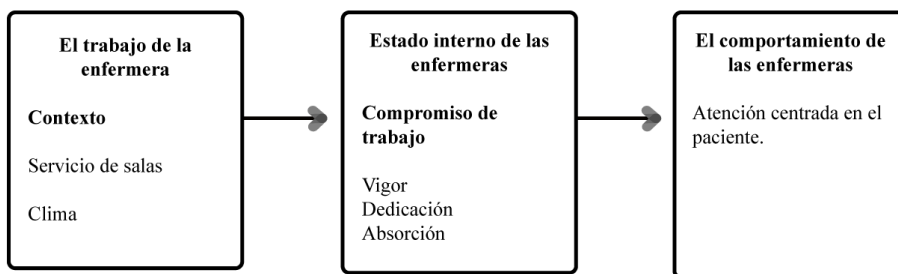 El trabajo de la
enfermera
Contexto
Servicio de salas
Clima
Estado interno de las
enfermeras
Compromiso de
trabajo
Vigor
Dedicación
Absorción
El comportamiento de
las enfermeras
Atención centrada en el
paciente.